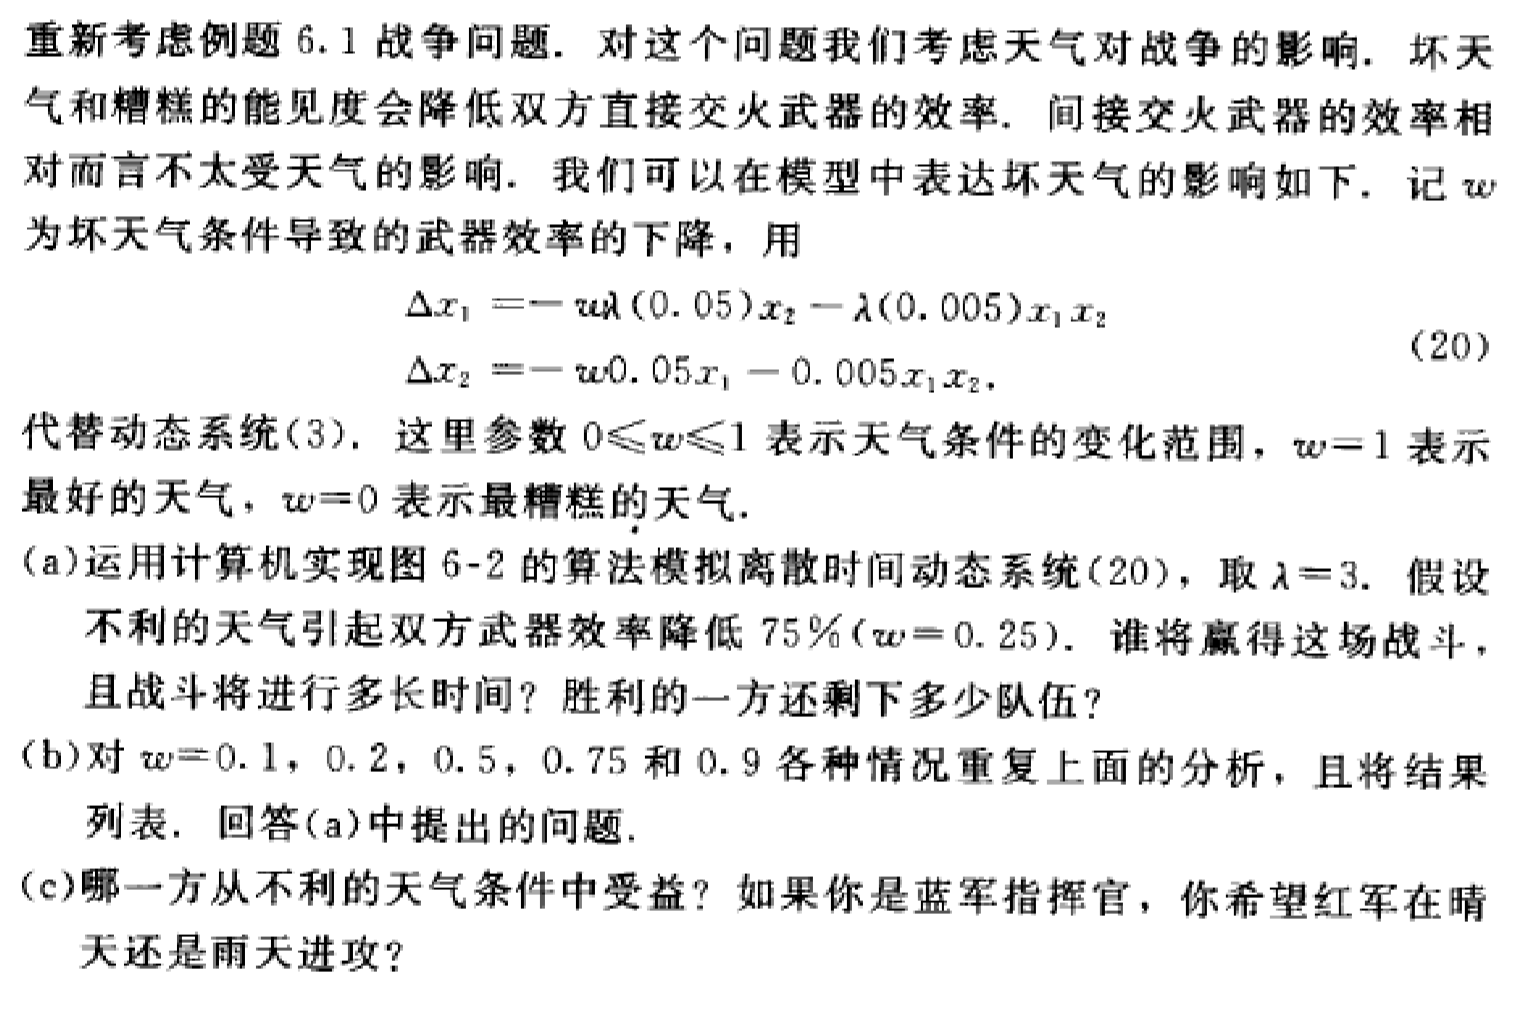 重新考虑例题 6.1 战争问题. 对这个问题我们考虑天气对战争的影响. 坏天
气和糟糕的能见度会降低双方直接交火武器的效率. 间接交火武器的效率相
对而言不太受天气的影响. 我们可以在模型中表达坏天气的影响如下. 记 w
为坏天气条件导致的武器效率的下降, 用
Δx₁ =− wλ(0.05)x₂ − λ(0.005)x₁x₂
Δx₂ =− w0.05x₁ − 0.005x₁x₂.
(20)
代替动态系统(3). 这里参数 0⩽w⩽1 表示天气条件的变化范围, w=1 表示
最好的天气, w=0 表示最糟糕的天气.
(a)运用计算机实现图 6-2 的算法模拟离散时间动态系统(20), 取 λ=3. 假设
不利的天气引起双方武器效率降低 75%(w=0.25). 谁将赢得这场战斗,
且战斗将进行多长时间? 胜利的一方还剩下多少队伍?
(b)对 w=0.1, 0.2, 0.5, 0.75 和 0.9 各种情况重复上面的分析, 且将结果
列表. 回答(a)中提出的问题.
(c)哪一方从不利的天气条件中受益? 如果你是蓝军指挥官, 你希望红军在晴
天还是雨天进攻?